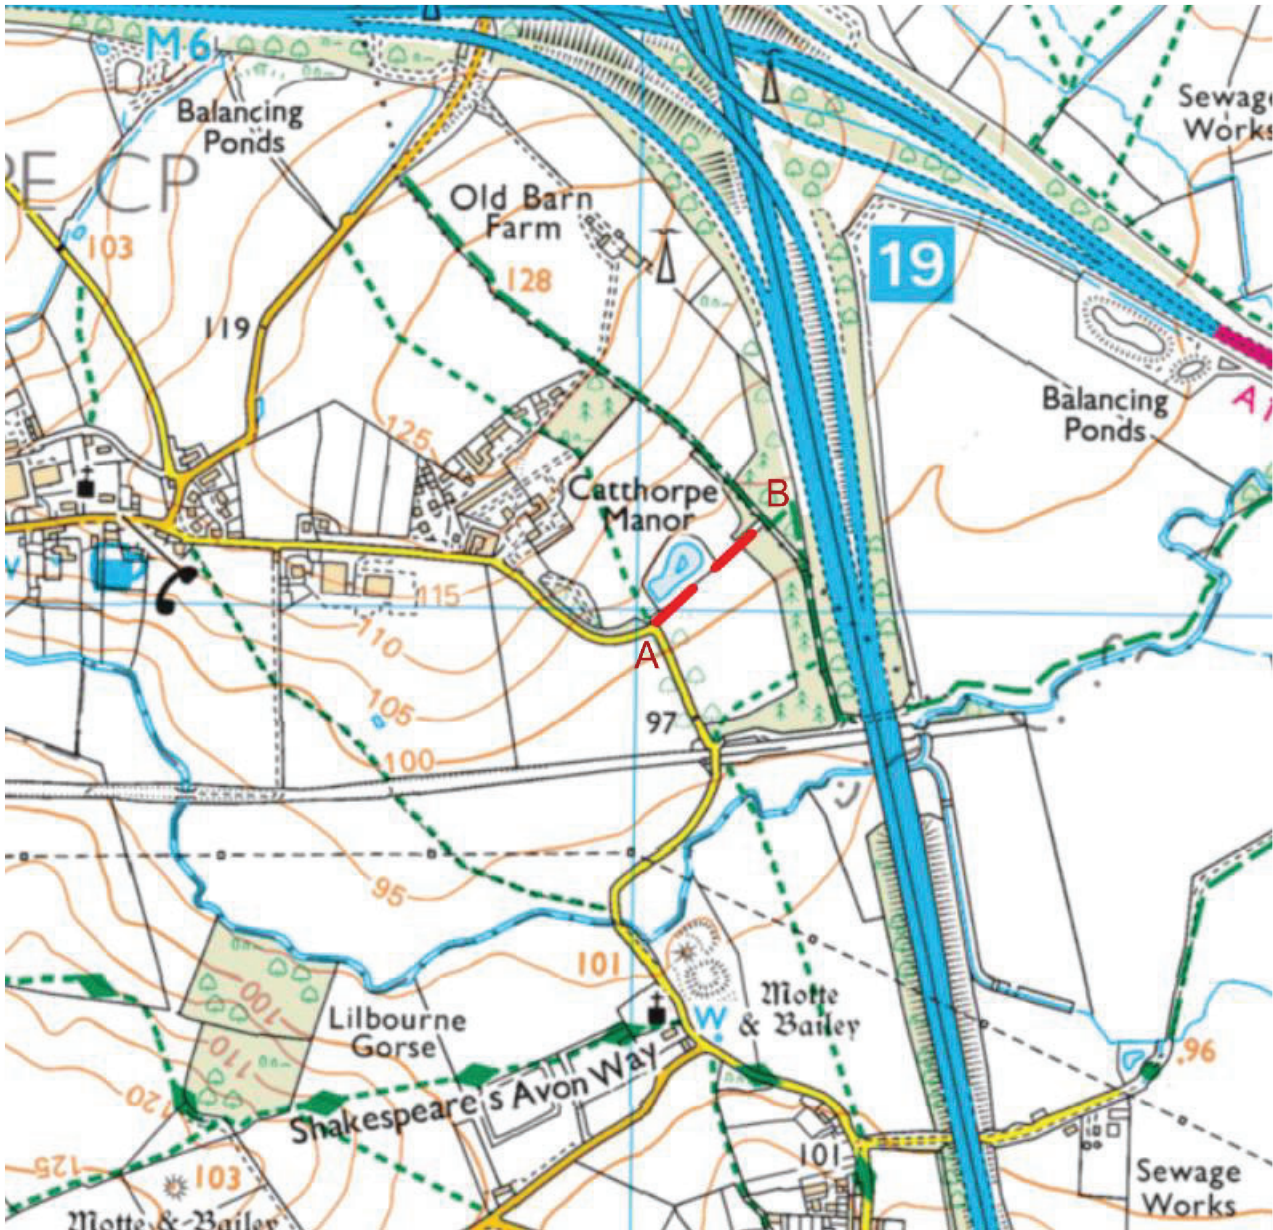 M6
Balancing
Ponds
Sewage
Works
E CP
Old Barn
Farm
103
128
19
119
A1
Balancing
Ponds
125
Catthorpe
Manor
B
115
110
A
105
97
100
95
101
Motte
& Bailey
W
100
Lilbourne
Gorse
110
Shakespeare's Avon Way
120
96
125
103
101
Sewage
Works
Motte & Bailey